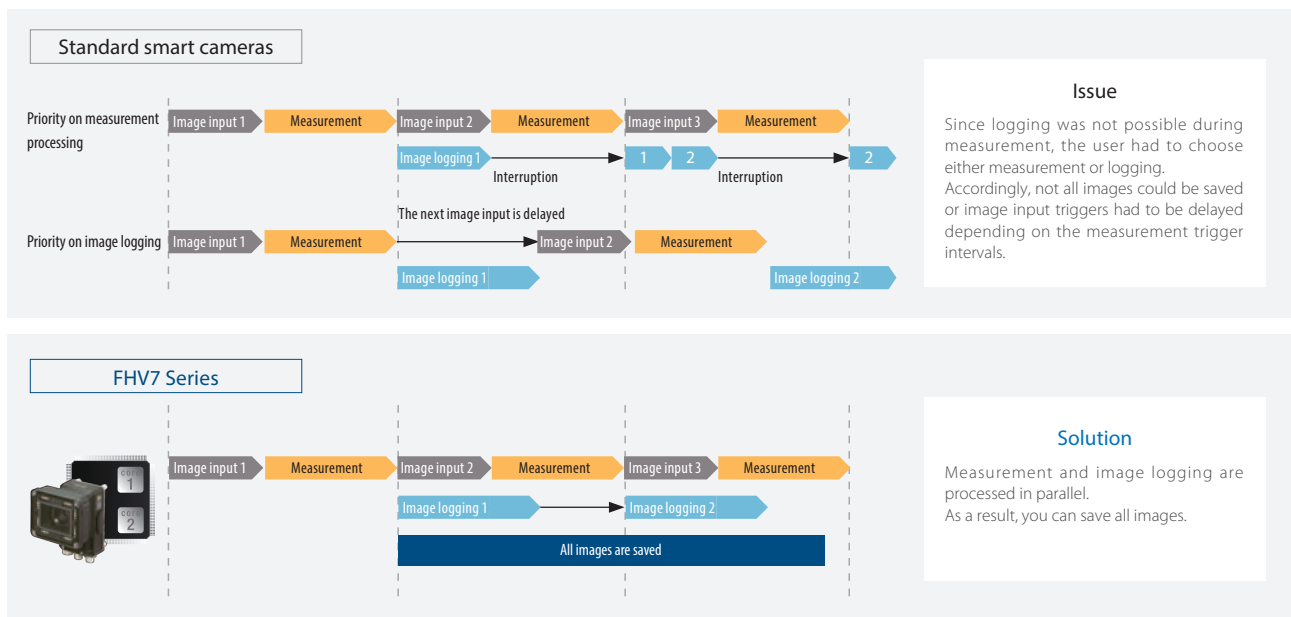 Standard smart cameras
Priority on measurement
processing
Image input 1
Measurement
Image input 2
Measurement
Image input 3
Measurement
Image logging 1
Interruption
1
2
Interruption
2
The next image input is delayed
Priority on image logging
Image input 1
Measurement
Image input 2
Measurement
Image logging 1
Image logging 2
Issue
Since logging was not possible during
measurement, the user had to choose
either measurement or logging.
Accordingly, not all images could be saved
or image input triggers had to be delayed
depending on the measurement trigger
intervals.
FHV7 Series
core
1
core
2
Image input 1
Measurement
Image input 2
Measurement
Image input 3
Measurement
Image logging 1
Image logging 2
All images are saved
Solution
Measurement and image logging are
processed in parallel.
As a result, you can save all images.